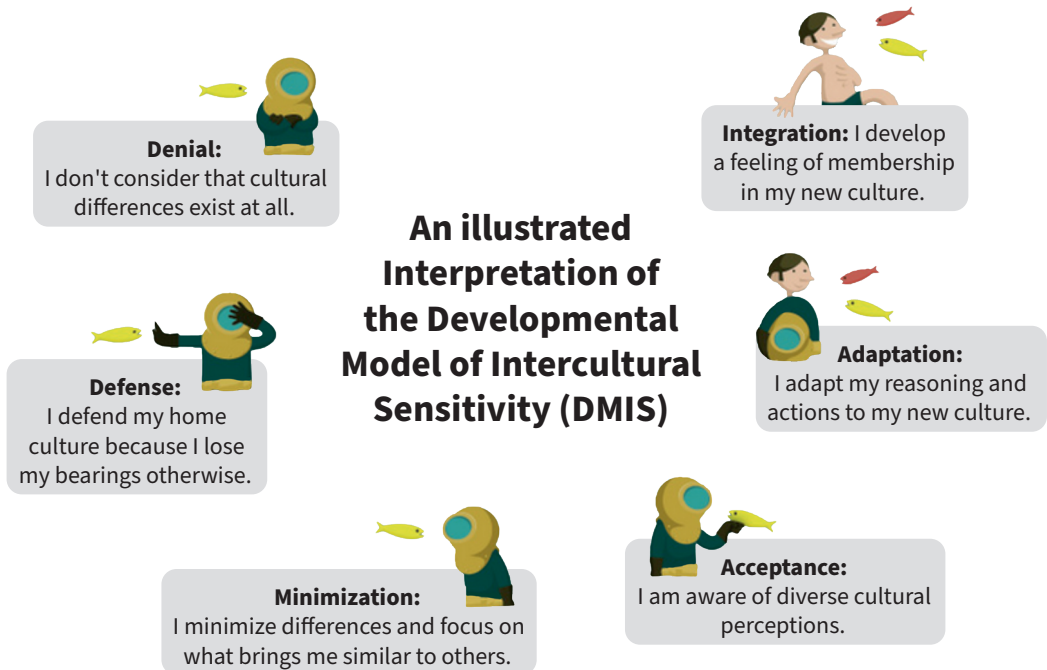 An illustrated
Interpretation of
the Developmental
Model of Intercultural
Sensitivity (DMIS)
Denial:
I don't consider that cultural
differences exist at all.
Defense:
I defend my home
culture because I lose
my bearings otherwise.
Minimization:
I minimize differences and focus on
what brings me similar to others.
Acceptance:
I am aware of diverse cultural
perceptions.
Adaptation:
I adapt my reasoning and
actions to my new culture.
Integration: I develop
a feeling of membership
in my new culture.